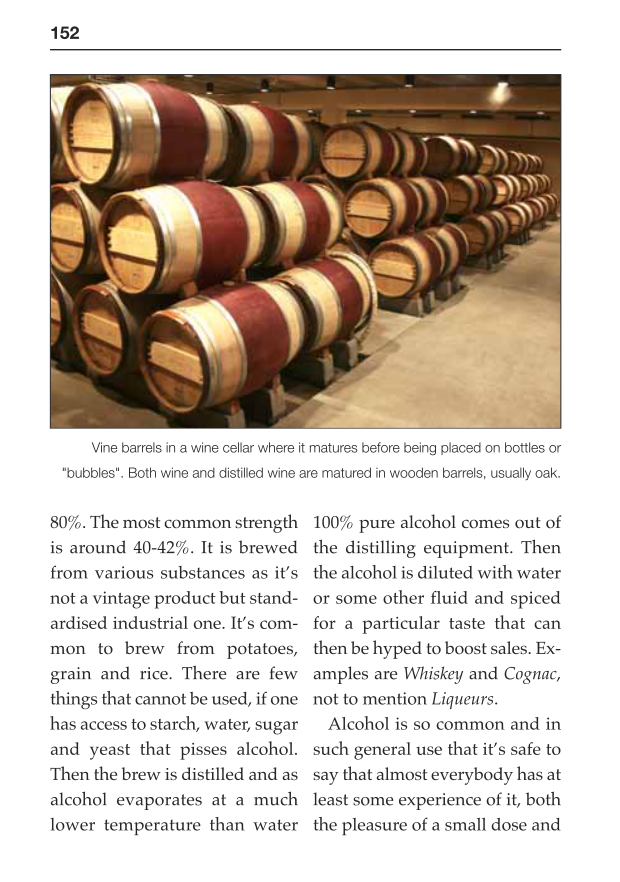 152
Vine barrels in a wine cellar where it matures before being placed on bottles or
"bubbles". Both wine and distilled wine are matured in wooden barrels, usually oak.
80%. The most common strength
is around 40-42%. It is brewed
from various substances as it’s
not a vintage product but stand-
ardised industrial one. It’s com-
mon to brew from potatoes,
grain and rice. There are few
things that cannot be used, if one
has access to starch, water, sugar
and yeast that pisses alcohol.
Then the brew is distilled and as
alcohol evaporates at a much
lower temperature than water
100% pure alcohol comes out of
the distilling equipment. Then
the alcohol is diluted with water
or some other fluid and spiced
for a particular taste that can
then be hyped to boost sales. Ex-
amples are Whiskey and Cognac,
not to mention Liqueurs.
Alcohol is so common and in
such general use that it’s safe to
say that almost everybody has at
least some experience of it, both
the pleasure of a small dose and